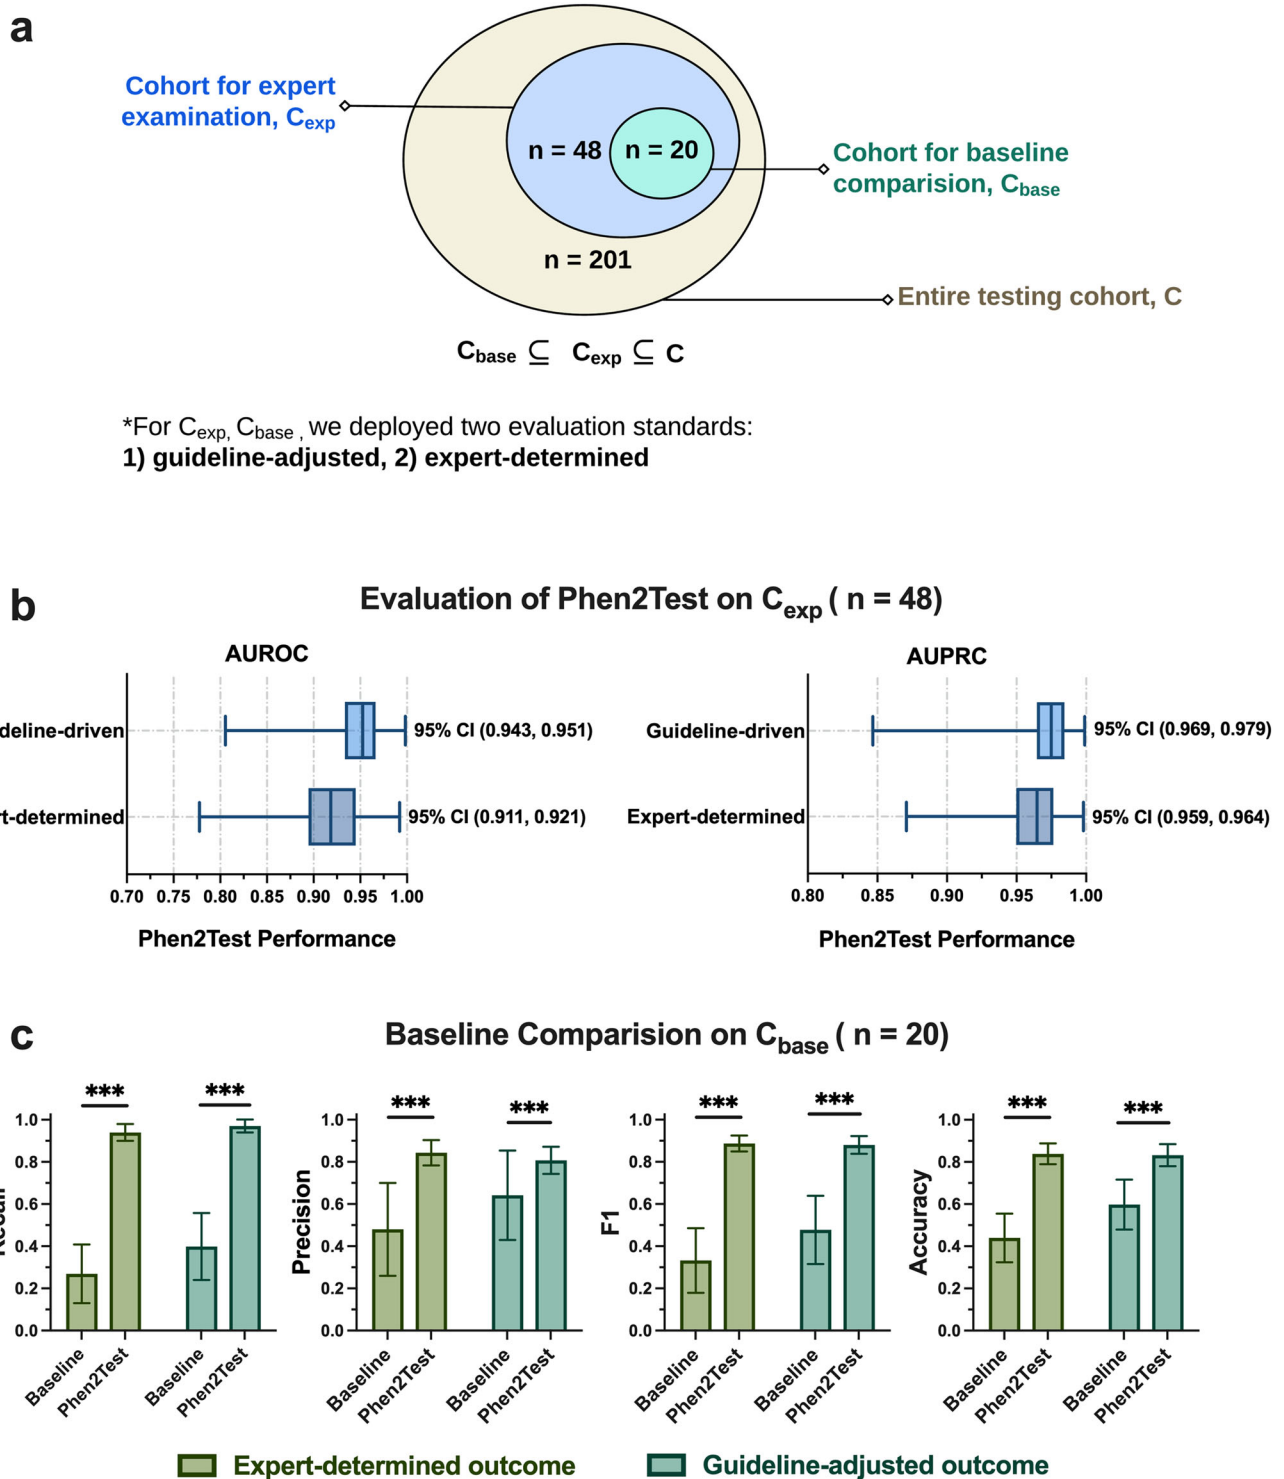 a
Cohort for expert
examination, Cexp
n = 48
n = 20
Cohort for baseline
comparision, Cbase
n = 201
Entire testing cohort, C
Cbase ⊆ Cexp ⊆ C
*For Cexp, Cbase , we deployed two evaluation standards:
1) guideline-adjusted, 2) expert-determined
b
Evaluation of Phen2Test on Cexp ( n = 48)
AUROC
deline-driven
95% CI (0.943, 0.951)
rt-determined
95% CI (0.911, 0.921)
0.70 0.75 0.80 0.85 0.90 0.95 1.00
Phen2Test Performance
AUPRC
Guideline-driven
95% CI (0.969, 0.979)
Expert-determined
95% CI (0.959, 0.964)
0.80 0.85 0.90 0.95 1.00
Phen2Test Performance
c
Baseline Comparision on Cbase ( n = 20)
*** ***
1.0
0.8
0.6
0.4
0.2
0.0
Baseline
Phen2Test
Baseline
Phen2Test
Precision
*** ***
1.0
0.8
0.6
0.4
0.2
0.0
Baseline
Phen2Test
Baseline
Phen2Test
F1
*** ***
1.0
0.8
0.6
0.4
0.2
0.0
Baseline
Phen2Test
Baseline
Phen2Test
Accuracy
*** ***
1.0
0.8
0.6
0.4
0.2
0.0
Baseline
Phen2Test
Baseline
Phen2Test
Expert-determined outcome
Guideline-adjusted outcome